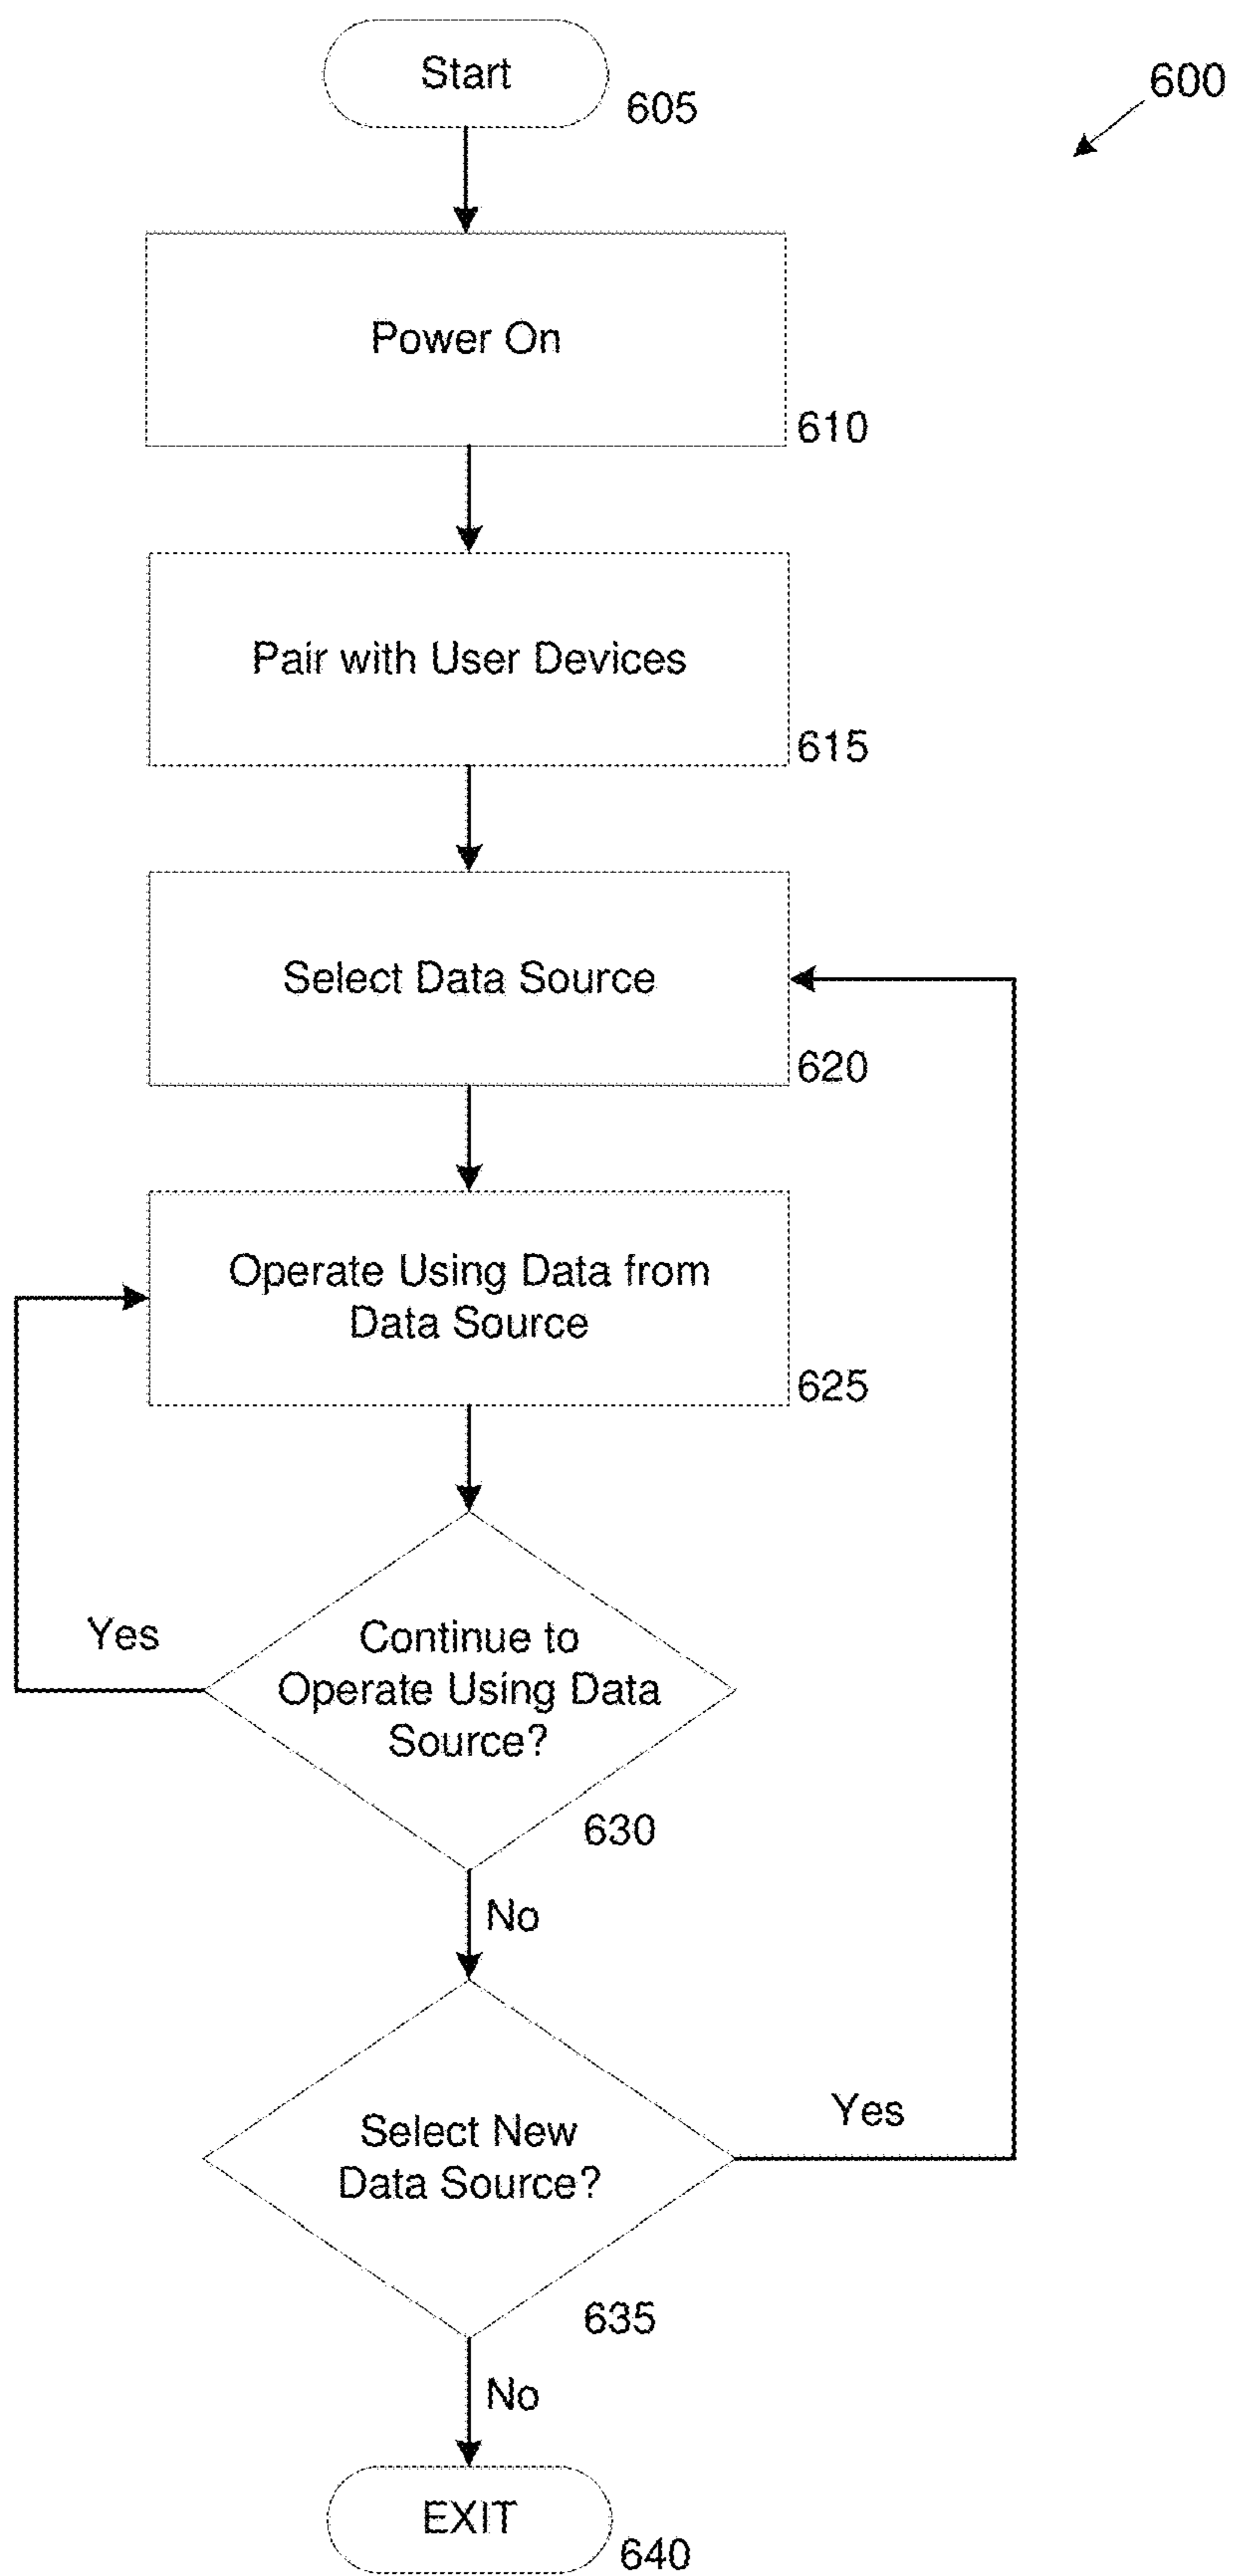 Start
605
600
Power On
610
Pair with User Devices
615
Select Data Source
620
Operate Using Data from
Data Source
625
Yes
Continue to
Operate Using Data
Source?
630
No
Select New
Data Source?
Yes
635
No
EXIT
640